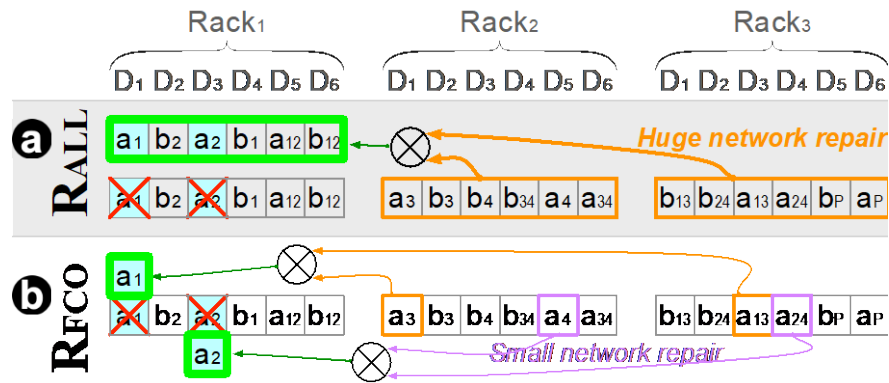 Rack1 Rack2 Rack3
D1 D2 D3 D4 D5 D6 D1 D2 D3 D4 D5 D6 D1 D2 D3 D4 D5 D6
a RALL
a1 b2 a2 b1 a12 b12 Huge network repair
a1 b2 a2 b1 a12 b12 a3 b3 b4 b34 a4 a34 b13 b24 a13 a24 bP aP
b RFCO
a1
a1 b2 a2 b1 a12 b12 a3 b3 b4 b34 a4 a34 b13 b24 a13 a24 bP aP
a2 Small network repair